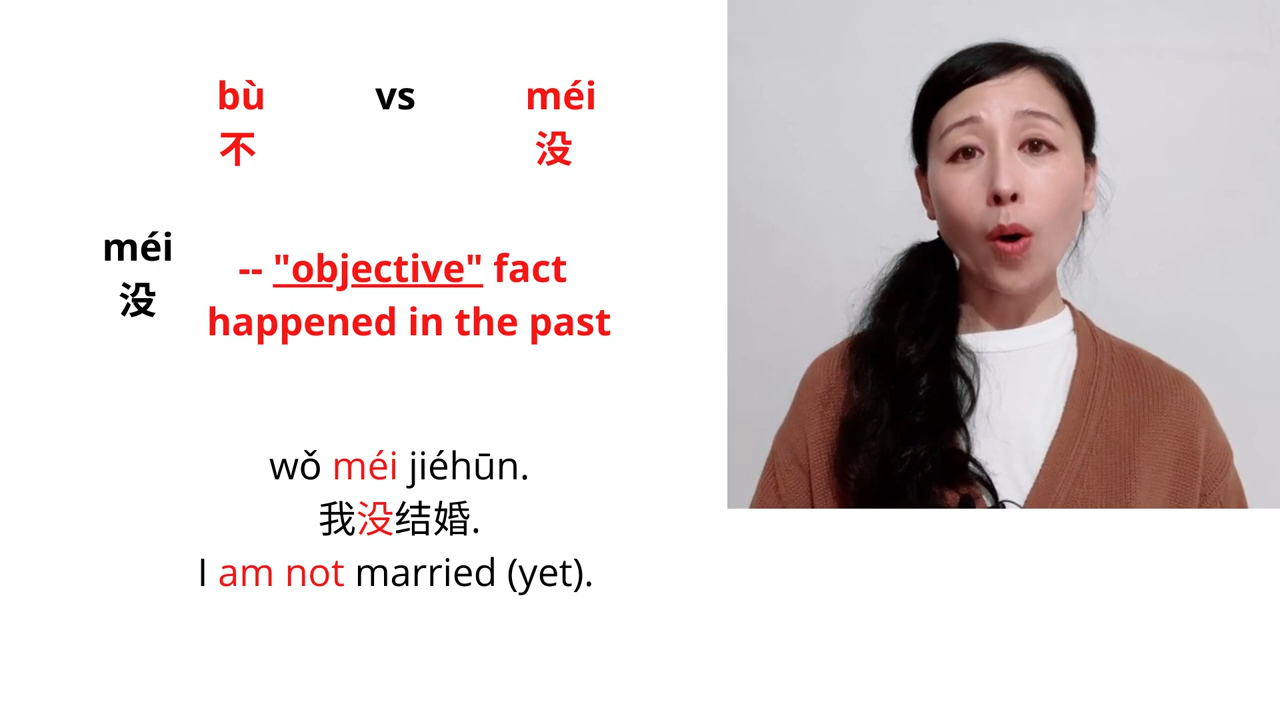 bù vs méi
不 没
méi
没
-- "objective" fact
happened in the past
wǒ méi jiéhūn.
我没结婚.
I am not married (yet).